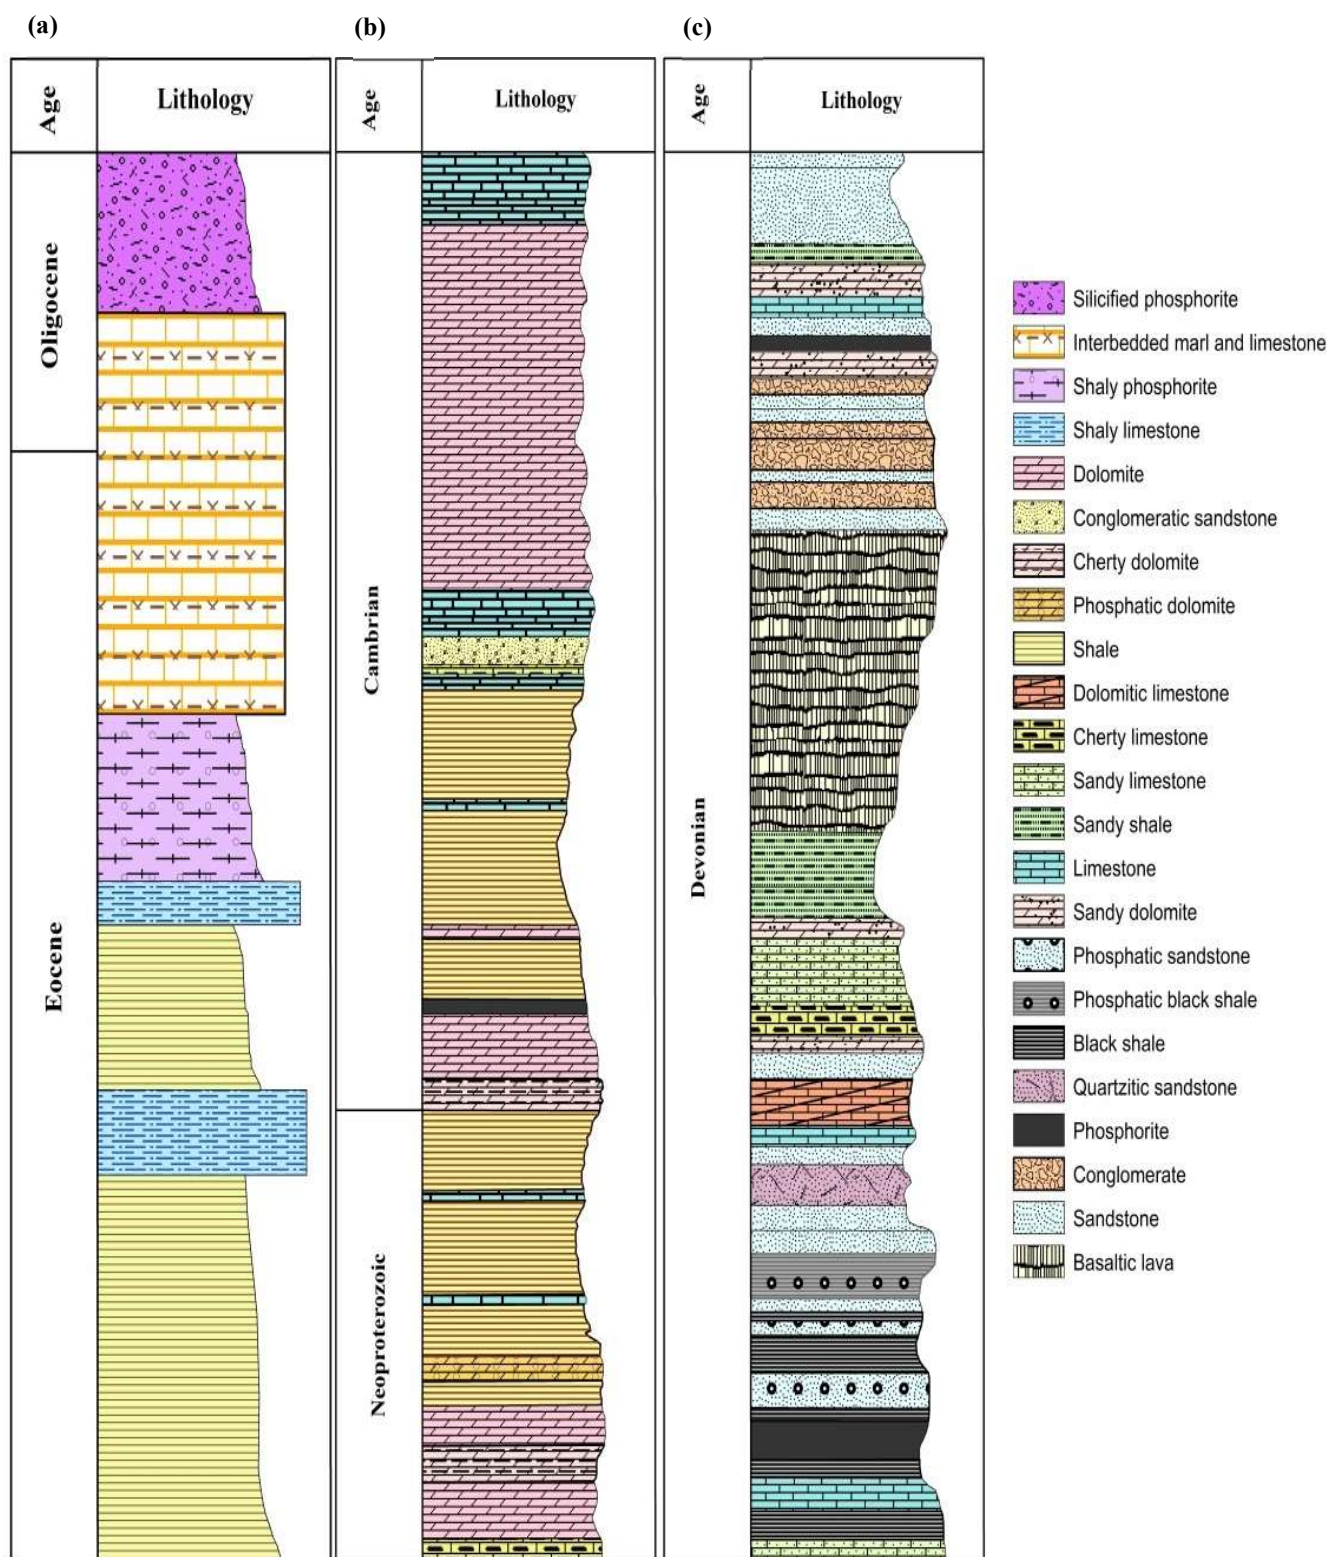 (a)
(b)
(c)
Age
Lithology
Age
Lithology
Age
Lithology
Oligocene
Eocene
Cambrian
Neoproterozoic
Devonian
Silicified phosphorite
Interbedded marl and limestone
Shaly phosphorite
Shaly limestone
Dolomite
Conglomeratic sandstone
Cherty dolomite
Phosphatic dolomite
Shale
Dolomitic limestone
Cherty limestone
Sandy limestone
Sandy shale
Limestone
Sandy dolomite
Phosphatic sandstone
Phosphatic black shale
Black shale
Quartzitic sandstone
Phosphorite
Conglomerate
Sandstone
Basaltic lava